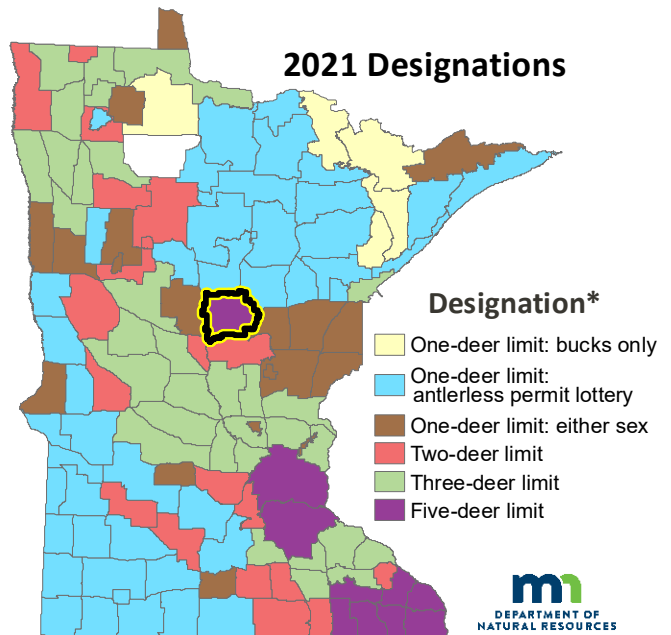 2021 Designations
Designation*
One-deer limit: bucks only
One-deer limit:
antlerless permit lottery
One-deer limit: either sex
Two-deer limit
Three-deer limit
Five-deer limit
DEPARTMENT OF
NATURAL RESOURCES